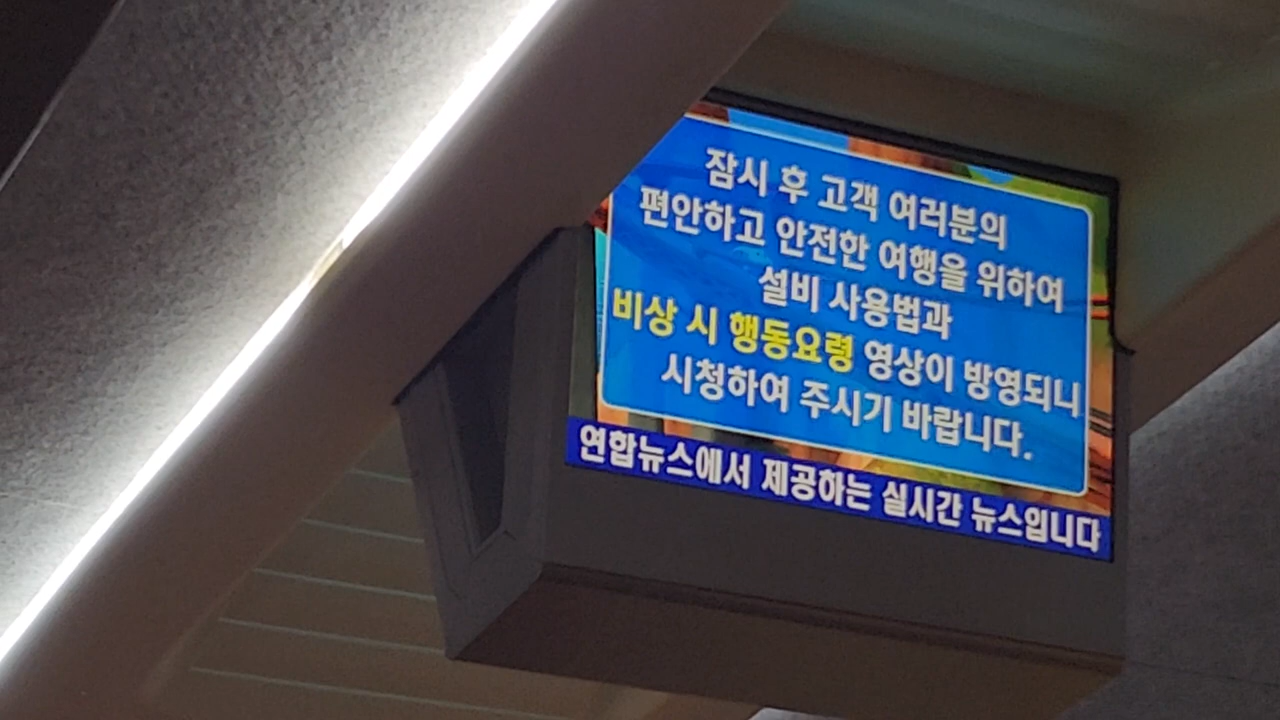 잠시 후 고객 여러분의
편안하고 안전한 여행을 위하여
설비 사용법과
비상 시 행동요령 영상이 방영되니
시청하여 주시기 바랍니다.
연합뉴스에서 제공하는 실시간 뉴스입니다